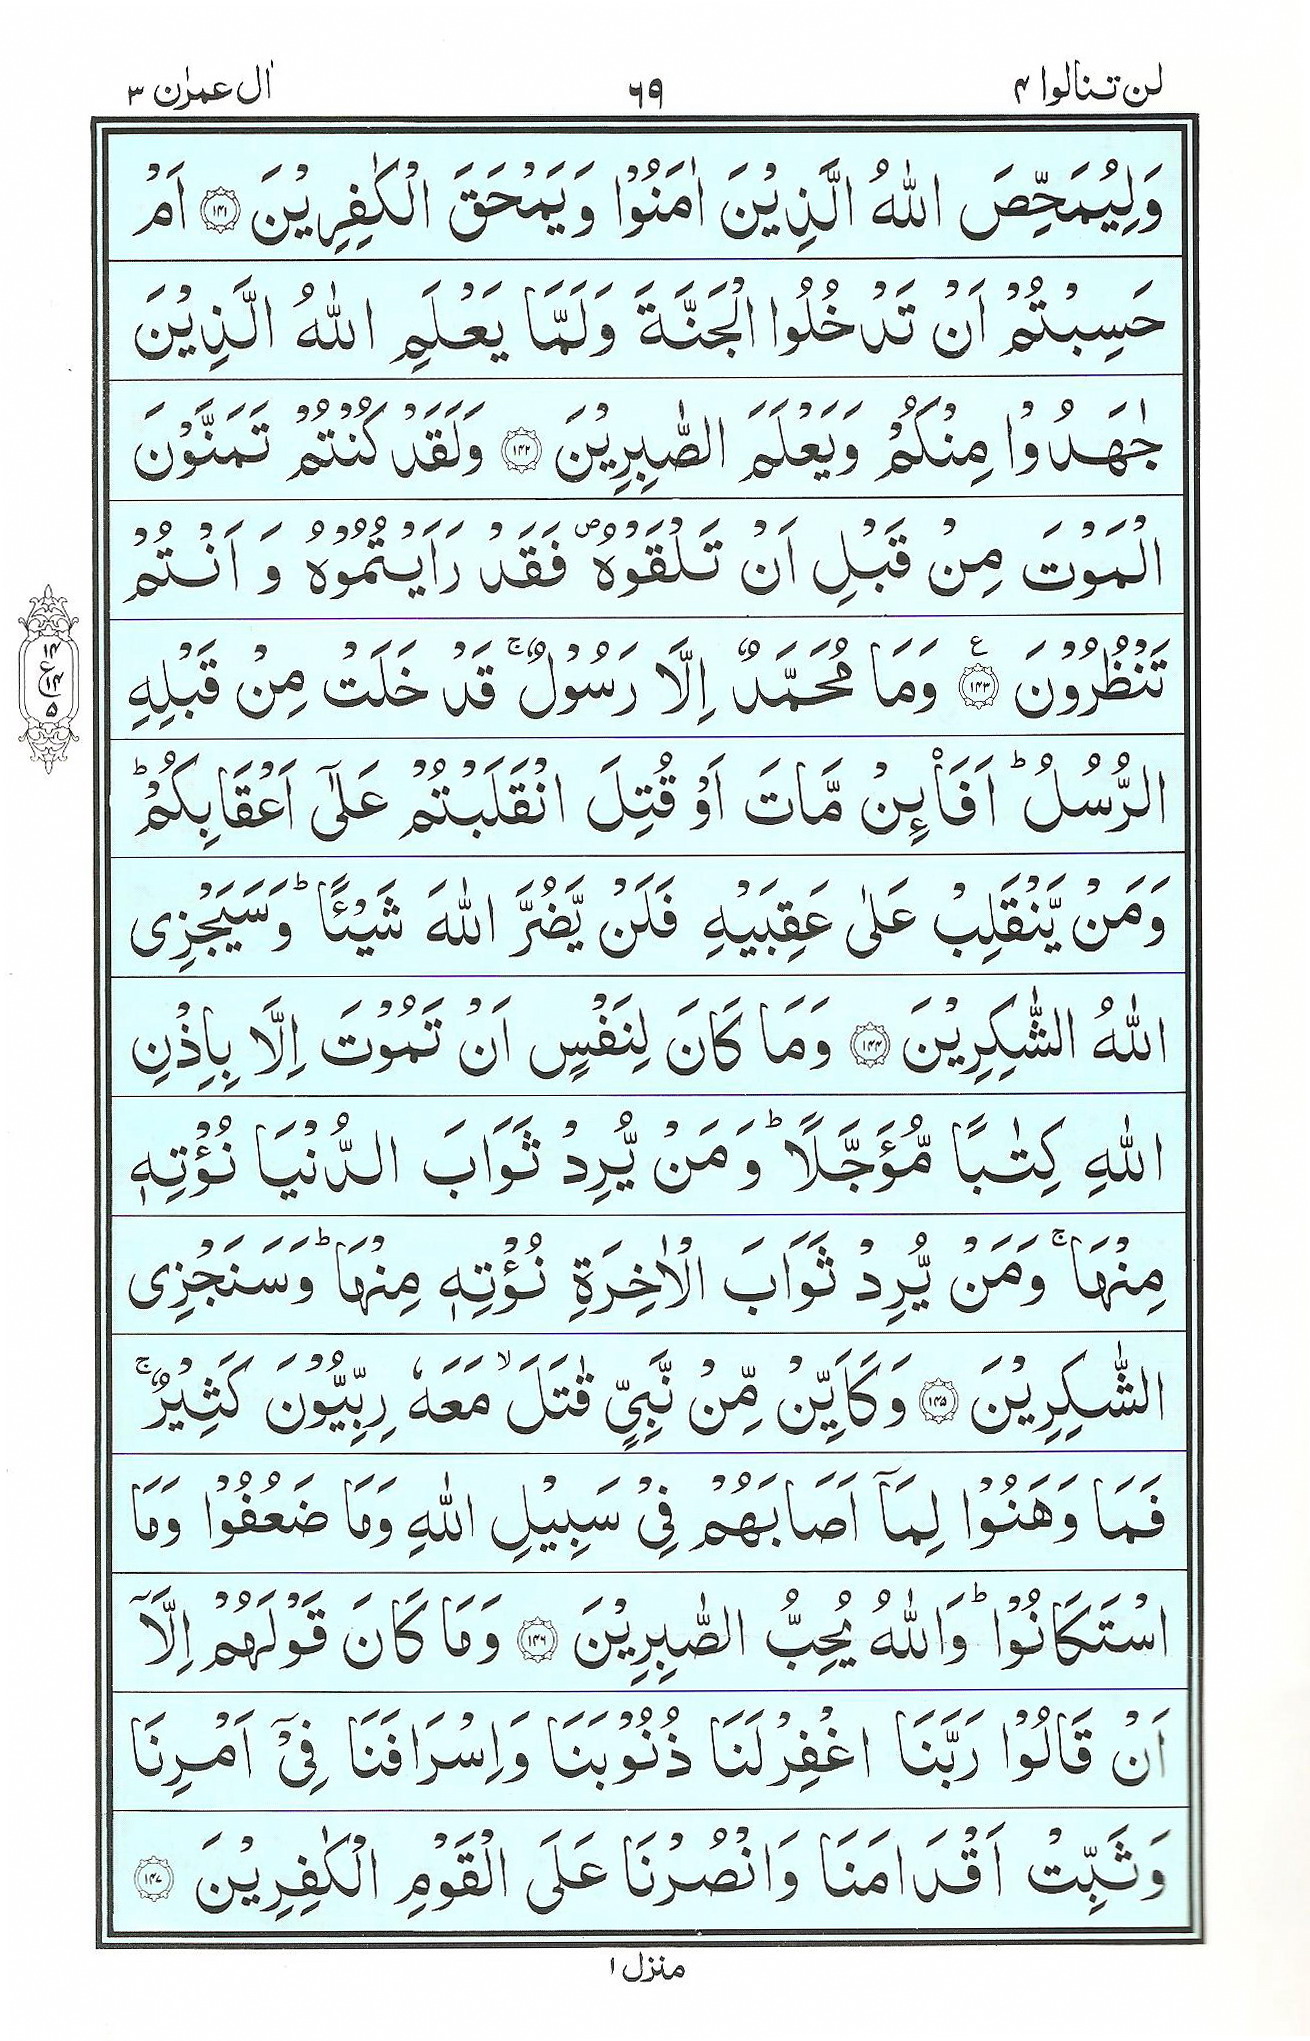 لن تنالوا ۴ ۶۹ اٰل عمرٰن ۳
وَلِيُمَحِّصَ اللّٰهُ الَّذِيْنَ اٰمَنُوْا وَيَمْحَقَ الْكٰفِرِيْنَ ۝۱۴۱ اَمْ
حَسِبْتُمْ اَنْ تَدْخُلُوا الْجَنَّةَ وَلَمَّا يَعْلَمِ اللّٰهُ الَّذِيْنَ
جٰهَدُوْا مِنْكُمْ وَيَعْلَمَ الصّٰبِرِيْنَ ۝۱۴۲ وَلَقَدْ كُنْتُمْ تَمَنَّوْنَ
الْمَوْتَ مِنْ قَبْلِ اَنْ تَلْقَوْهُ ۖ فَقَدْ رَاَيْتُمُوْهُ وَ اَنْتُمْ
تَنْظُرُوْنَ ۝۱۴۳ ع وَمَا مُحَمَّدٌ اِلَّا رَسُوْلٌ ۚ قَدْ خَلَتْ مِنْ قَبْلِهِ
۱۴
ع
۱۴
۵
الرُّسُلُ ؕ اَفَا۟ئِنْ مَّاتَ اَوْ قُتِلَ انْقَلَبْتُمْ عَلٰٓى اَعْقَابِكُمْ ؕ
وَمَنْ يَّنْقَلِبْ عَلٰى عَقِبَيْهِ فَلَنْ يَّضُرَّ اللّٰهَ شَيْـًٔا ؕ وَسَيَجْزِى
اللّٰهُ الشّٰكِرِيْنَ ۝۱۴۴ وَمَا كَانَ لِنَفْسٍ اَنْ تَمُوْتَ اِلَّا بِاِذْنِ
اللّٰهِ كِتٰبًا مُّؤَجَّلًا ؕ وَمَنْ يُّرِدْ ثَوَابَ الدُّنْيَا نُؤْتِهٖ
مِنْهَا ۚ وَمَنْ يُّرِدْ ثَوَابَ الْاٰخِرَةِ نُؤْتِهٖ مِنْهَا ؕ وَسَنَجْزِى
الشّٰكِرِيْنَ ۝۱۴۵ وَكَاَيِّنْ مِّنْ نَّبِيٍّ قٰتَلَ ۙ مَعَهٗ رِبِّيُّوْنَ كَثِيْرٌ ۚ
فَمَا وَهَنُوْا لِمَاۤ اَصَابَهُمْ فِيْ سَبِيْلِ اللّٰهِ وَمَا ضَعُفُوْا وَمَا
اسْتَكَانُوْا ؕ وَاللّٰهُ يُحِبُّ الصّٰبِرِيْنَ ۝۱۴۶ وَمَا كَانَ قَوْلَهُمْ اِلَّاۤ
اَنْ قَالُوْا رَبَّنَا اغْفِرْ لَنَا ذُنُوْبَنَا وَاِسْرَافَنَا فِيْۤ اَمْرِنَا
وَثَبِّتْ اَقْدَامَنَا وَانْصُرْنَا عَلَى الْقَوْمِ الْكٰفِرِيْنَ ۝۱۴۷
منزل ۱